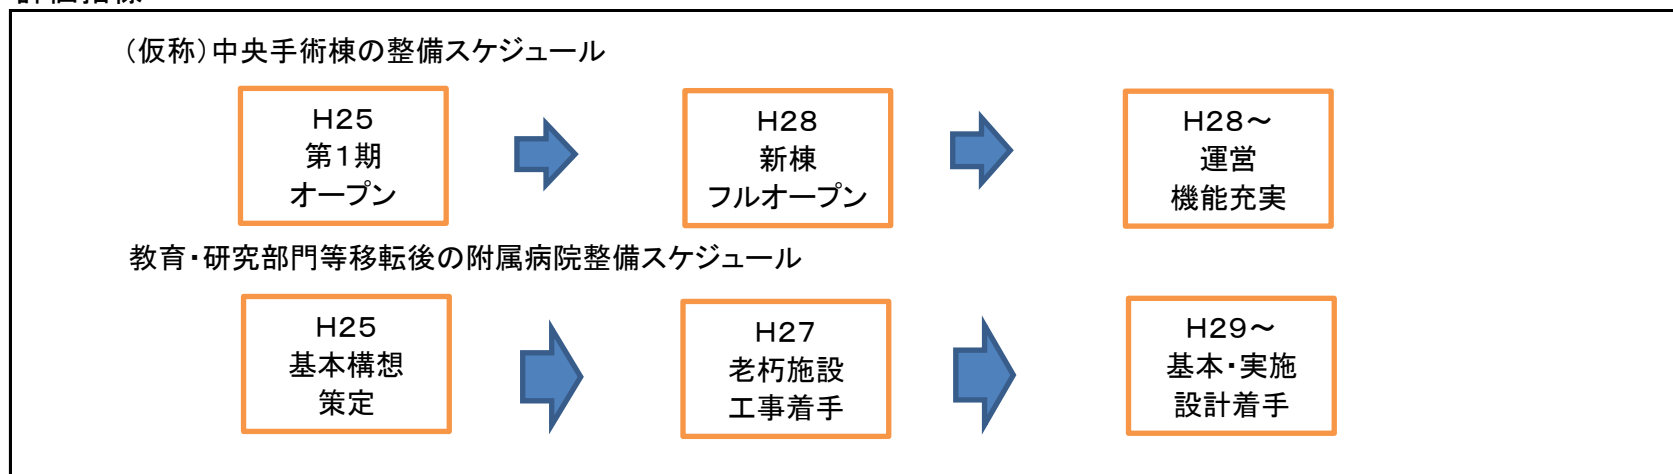 （仮称）中央手術棟の整備スケジュール
Ｈ２５
第１期
オープン
Ｈ２８
新棟
フルオープン
Ｈ２８～
運営
機能充実
教育・研究部門等移転後の附属病院整備スケジュール
Ｈ２５
基本構想
策定
Ｈ２７
老朽施設
工事着手
Ｈ２９～
基本・実施
設計着手